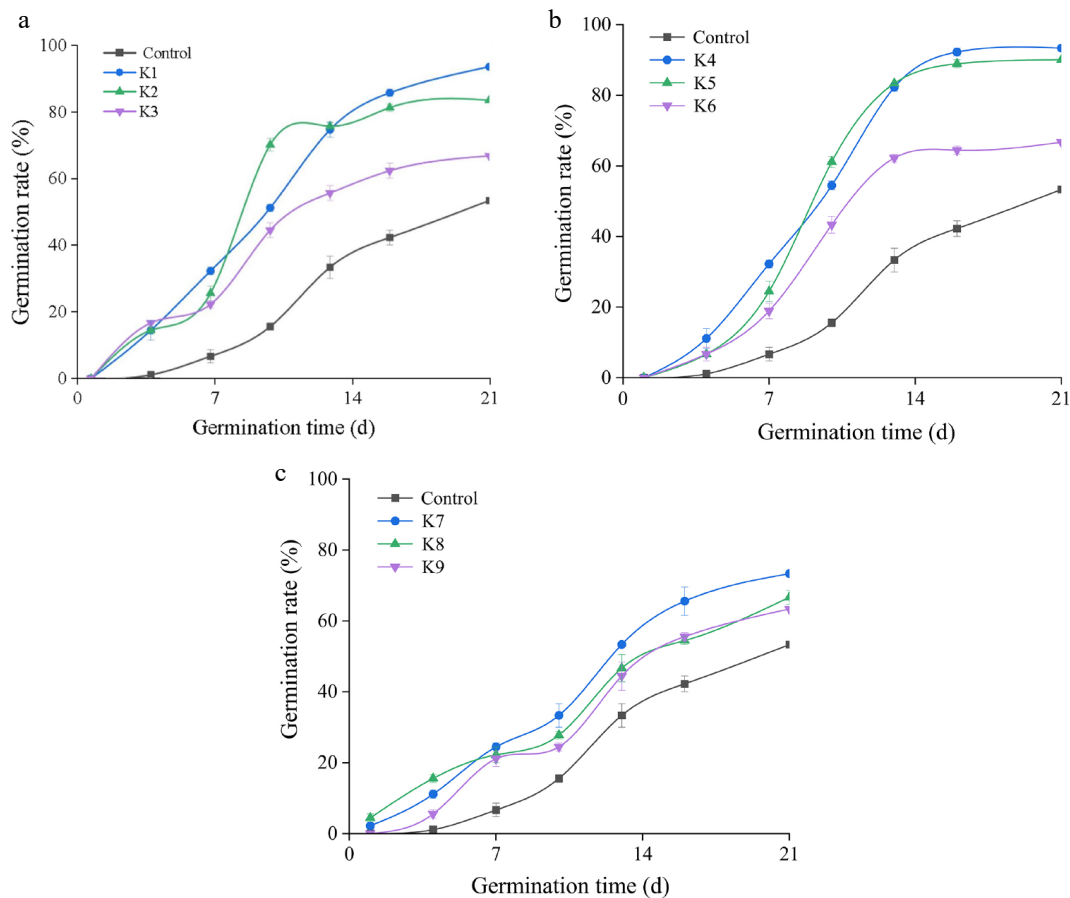 a
100
80
60
40
20
0
Germination rate (%)
Control
K1
K2
K3
0 7 14 21
Germination time (d)
b
100
80
60
40
20
0
Germination rate (%)
Control
K4
K5
K6
0 7 14 21
Germination time (d)
c
100
80
60
40
20
0
Germination rate (%)
Control
K7
K8
K9
0 7 14 21
Germination time (d)